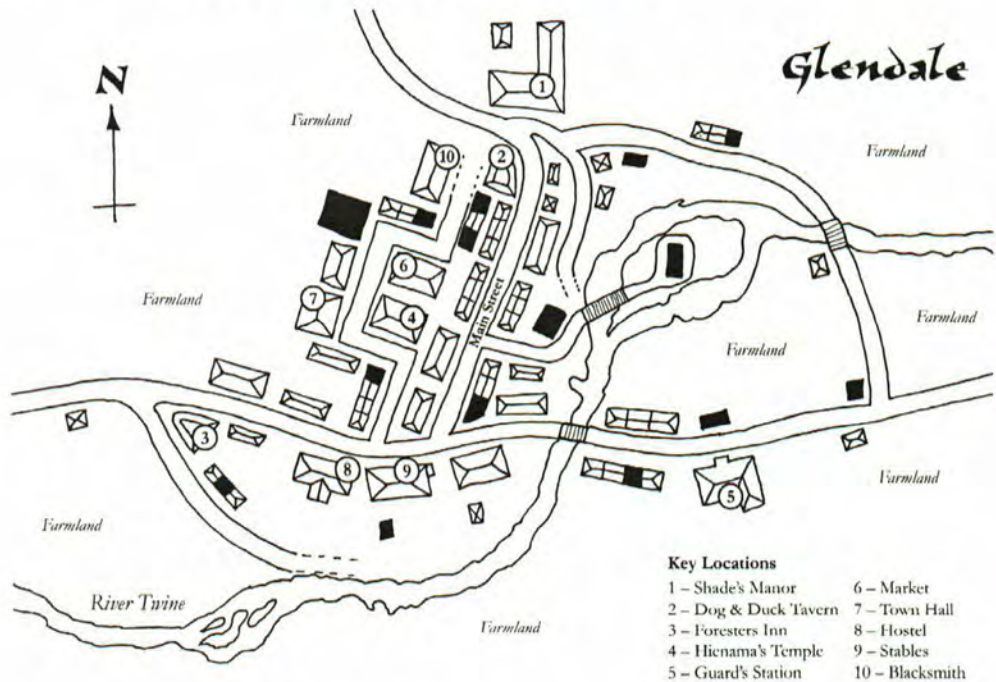 Glendale
N
1
Farmland
Farmland
10
2
6
Farmland
7
4
Main Street
Farmland
Farmland
3
8
9
5
Farmland
Farmland
River Twine
Farmland
Key Locations
1 – Shade's Manor
2 – Dog & Duck Tavern
3 – Foresters Inn
4 – Hienama's Temple
5 – Guard's Station
6 – Market
7 – Town Hall
8 – Hostel
9 – Stables
10 – Blacksmith